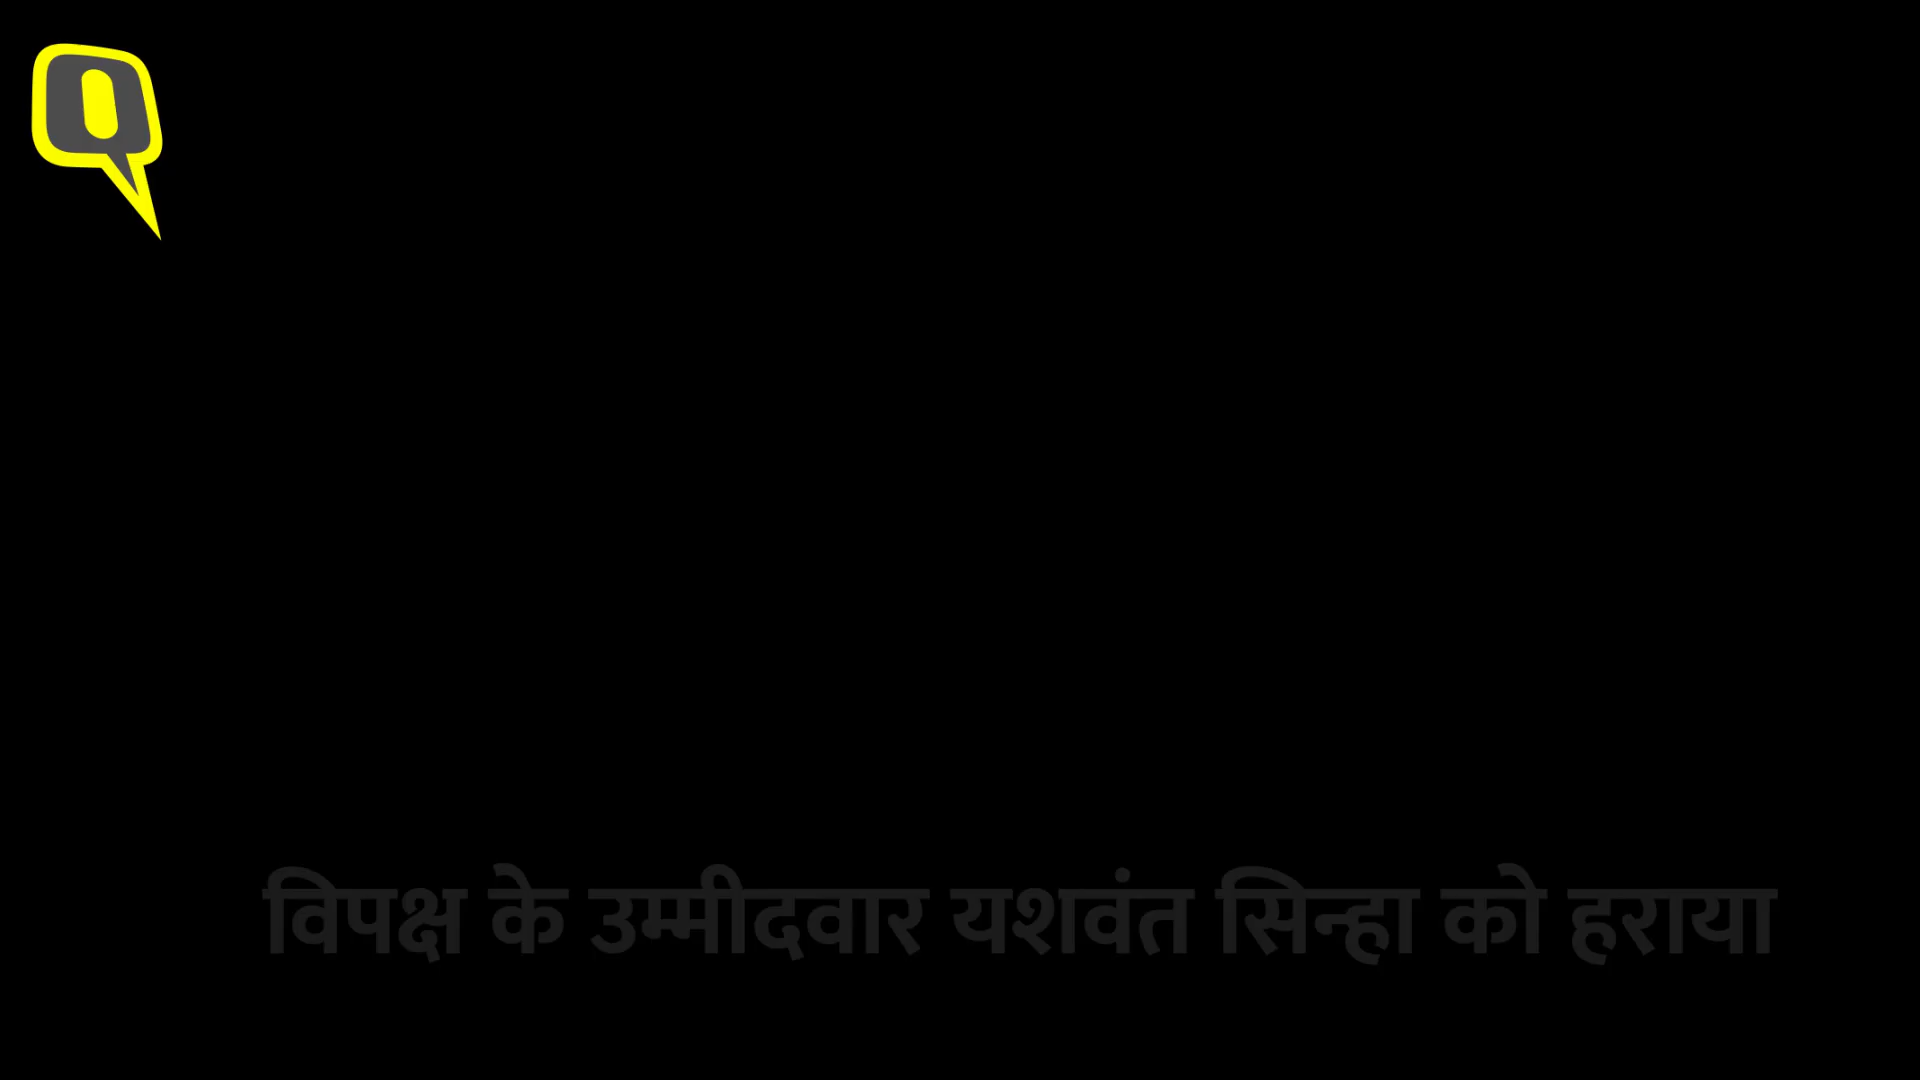 विपक्ष के उम्मीदवार यशवंत सिन्हा को हराया